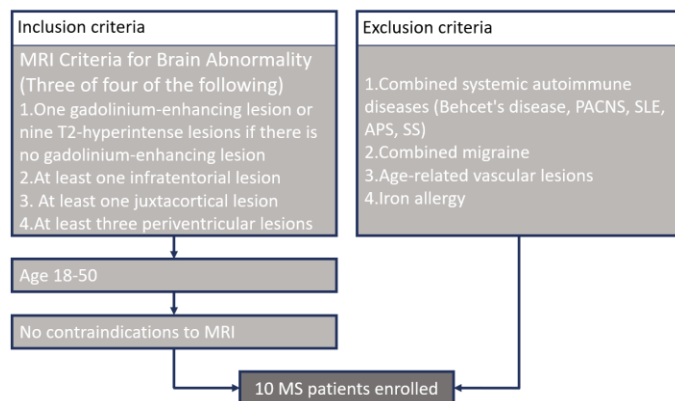 Inclusion criteria
MRI Criteria for Brain Abnormality
(Three of four of the following)
1.One gadolinium-enhancing lesion or
nine T2-hyperintense lesions if there is
no gadolinium-enhancing lesion
2.At least one infratentorial lesion
3. At least one juxtacortical lesion
4.At least three periventricular lesions
Age 18-50
No contraindications to MRI
Exclusion criteria
1.Combined systemic autoimmune
diseases (Behcet's disease, PACNS, SLE,
APS, SS)
2.Combined migraine
3.Age-related vascular lesions
4.Iron allergy
10 MS patients enrolled